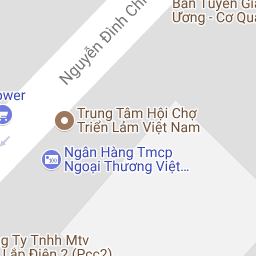 Ban Tuyên Giá
Ương - Cơ Qua
Nguyễn Đình Chi
ower
Trung Tâm Hội Chợ
Triển Lãm Việt Nam
Ngân Hàng Tmcp
Ngoại Thương Việt...
g Ty Tnhh Mtv
Lắp Điện 2 (Pcc2)